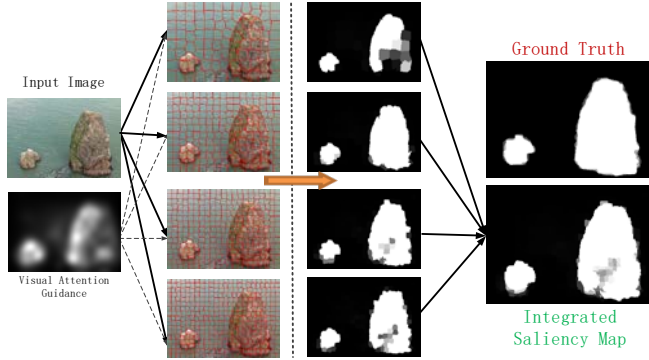 Input Image
Visual Attention
Guidance
Ground Truth
Integrated
Saliency Map